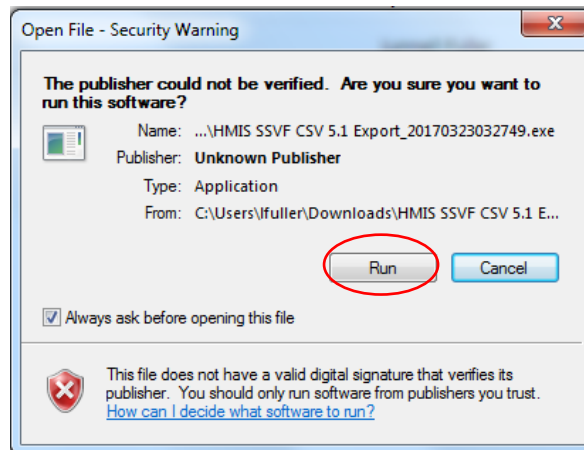 Open File - Security Warning
The publisher could not be verified. Are you sure you want to
run this software?
Name: ...\HMIS SSVF CSV 5.1 Export_20170323032749.exe
Publisher: Unknown Publisher
Type: Application
From: C:\Users\lfuller\Downloads\HMIS SSVF CSV 5.1 E...
Run Cancel
Always ask before opening this file
This file does not have a valid digital signature that verifies its
publisher. You should only run software from publishers you trust.
How can I decide what software to run?